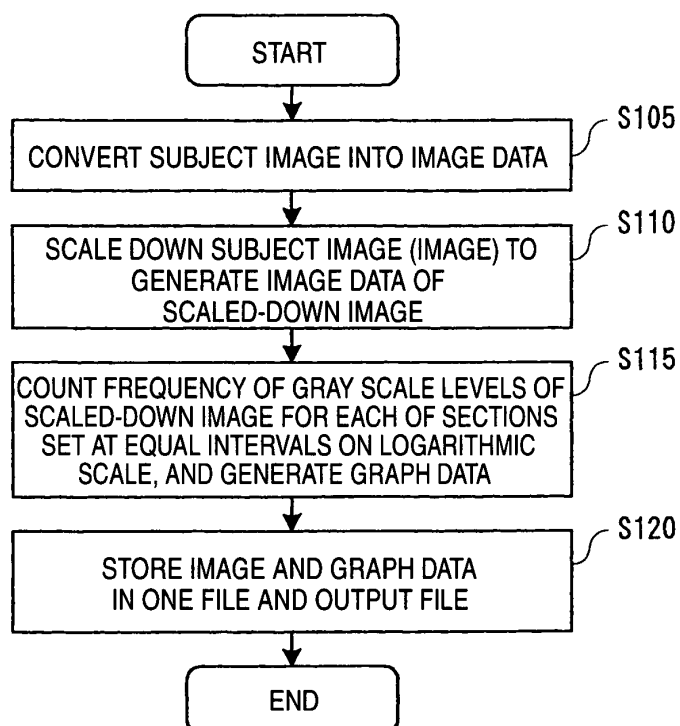 START
S105
CONVERT SUBJECT IMAGE INTO IMAGE DATA
S110
SCALE DOWN SUBJECT IMAGE (IMAGE) TO
GENERATE IMAGE DATA OF
SCALED-DOWN IMAGE
S115
COUNT FREQUENCY OF GRAY SCALE LEVELS OF
SCALED-DOWN IMAGE FOR EACH OF SECTIONS
SET AT EQUAL INTERVALS ON LOGARITHMIC
SCALE, AND GENERATE GRAPH DATA
S120
STORE IMAGE AND GRAPH DATA
IN ONE FILE AND OUTPUT FILE
END